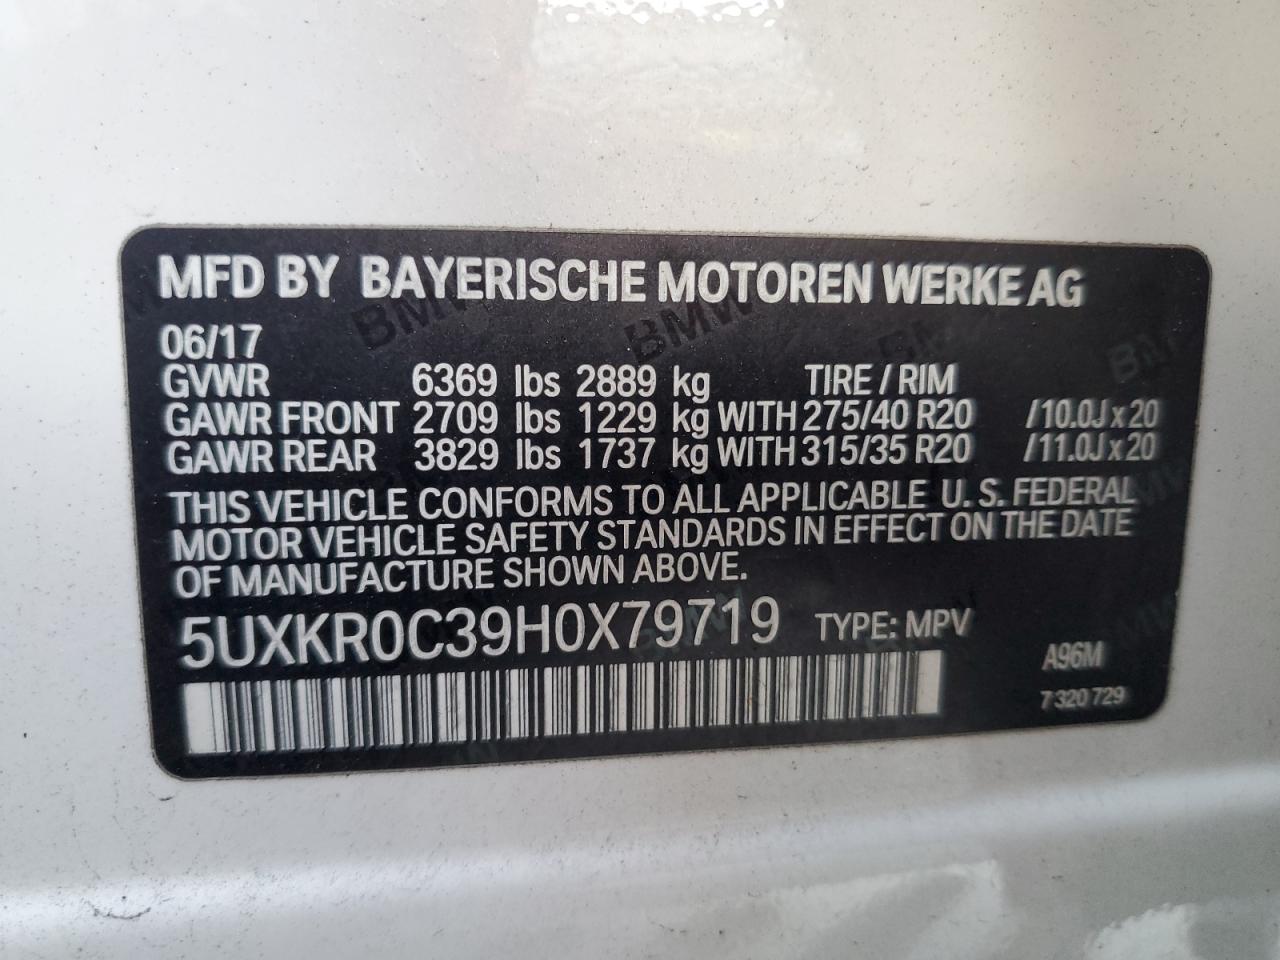 MFD BY BAYERISCHE MOTOREN WERKE AG
06/17
GVWR 6369 lbs 2889 kg TIRE / RIM
GAWR FRONT 2709 lbs 1229 kg WITH 275/40 R20 /10.0J x 20
GAWR REAR 3829 lbs 1737 kg WITH 315/35 R20 /11.0J x 20
THIS VEHICLE CONFORMS TO ALL APPLICABLE U. S. FEDERAL
MOTOR VEHICLE SAFETY STANDARDS IN EFFECT ON THE DATE
OF MANUFACTURE SHOWN ABOVE.
5UXKR0C39H0X79719 TYPE: MPV
A96M
7 320 729